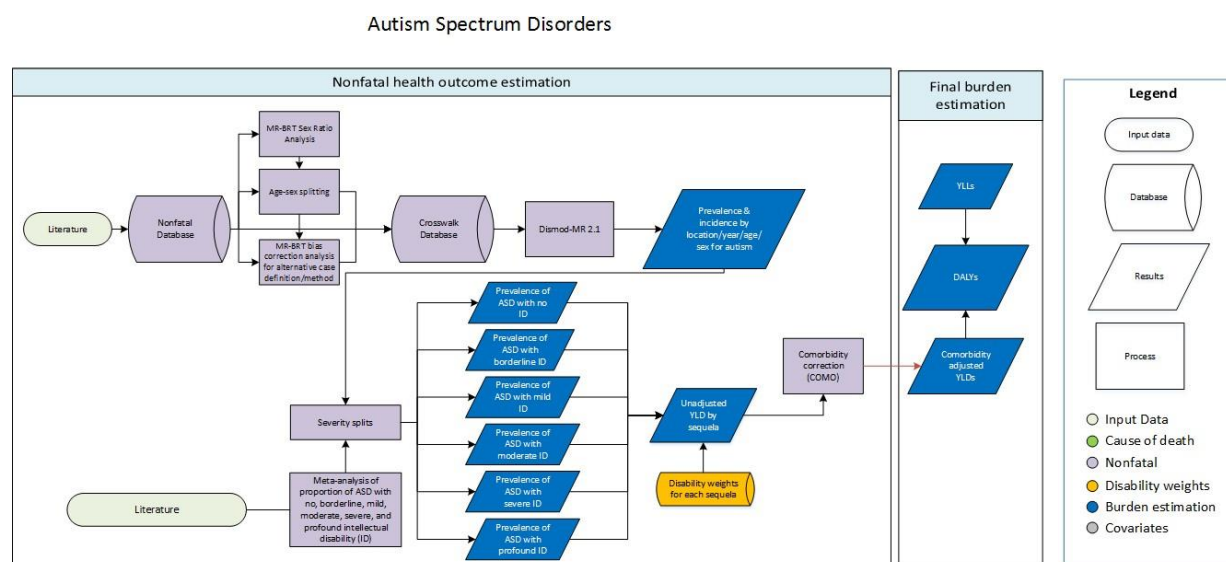 Autism Spectrum Disorders
Nonfatal health outcome estimation
Literature
Nonfatal
Database
MR-BRT Sex Ratio
Analysis
Age-sex splitting
MR-BRT bias
correction analysis
for alternative case
definition/method
Crosswalk
Database
Dismod-MR 2.1
Prevalence &
incidence by
location/year/age/
sex for autism
Literature
Meta-analysis of
proportion of ASD with
no, borderline, mild,
moderate, severe, and
profound intellectual
disability (ID)
Severity splits
Prevalence of
ASD with no
ID
Prevalence of
ASD with
borderline ID
Prevalence of
ASD with mild
ID
Prevalence of
ASD with
moderate ID
Prevalence of
ASD with
severe ID
Prevalence of
ASD with
profound ID
Unadjusted
YLD by
sequela
Disability weights
for each sequela
Comorbidity
correction
(COMO)
Final burden
estimation
YLLs
DALYs
Comorbidity
adjusted
YLDs
Legend
Input data
Database
Results
Process
Input Data
Cause of death
Nonfatal
Disability weights
Burden estimation
Covariates